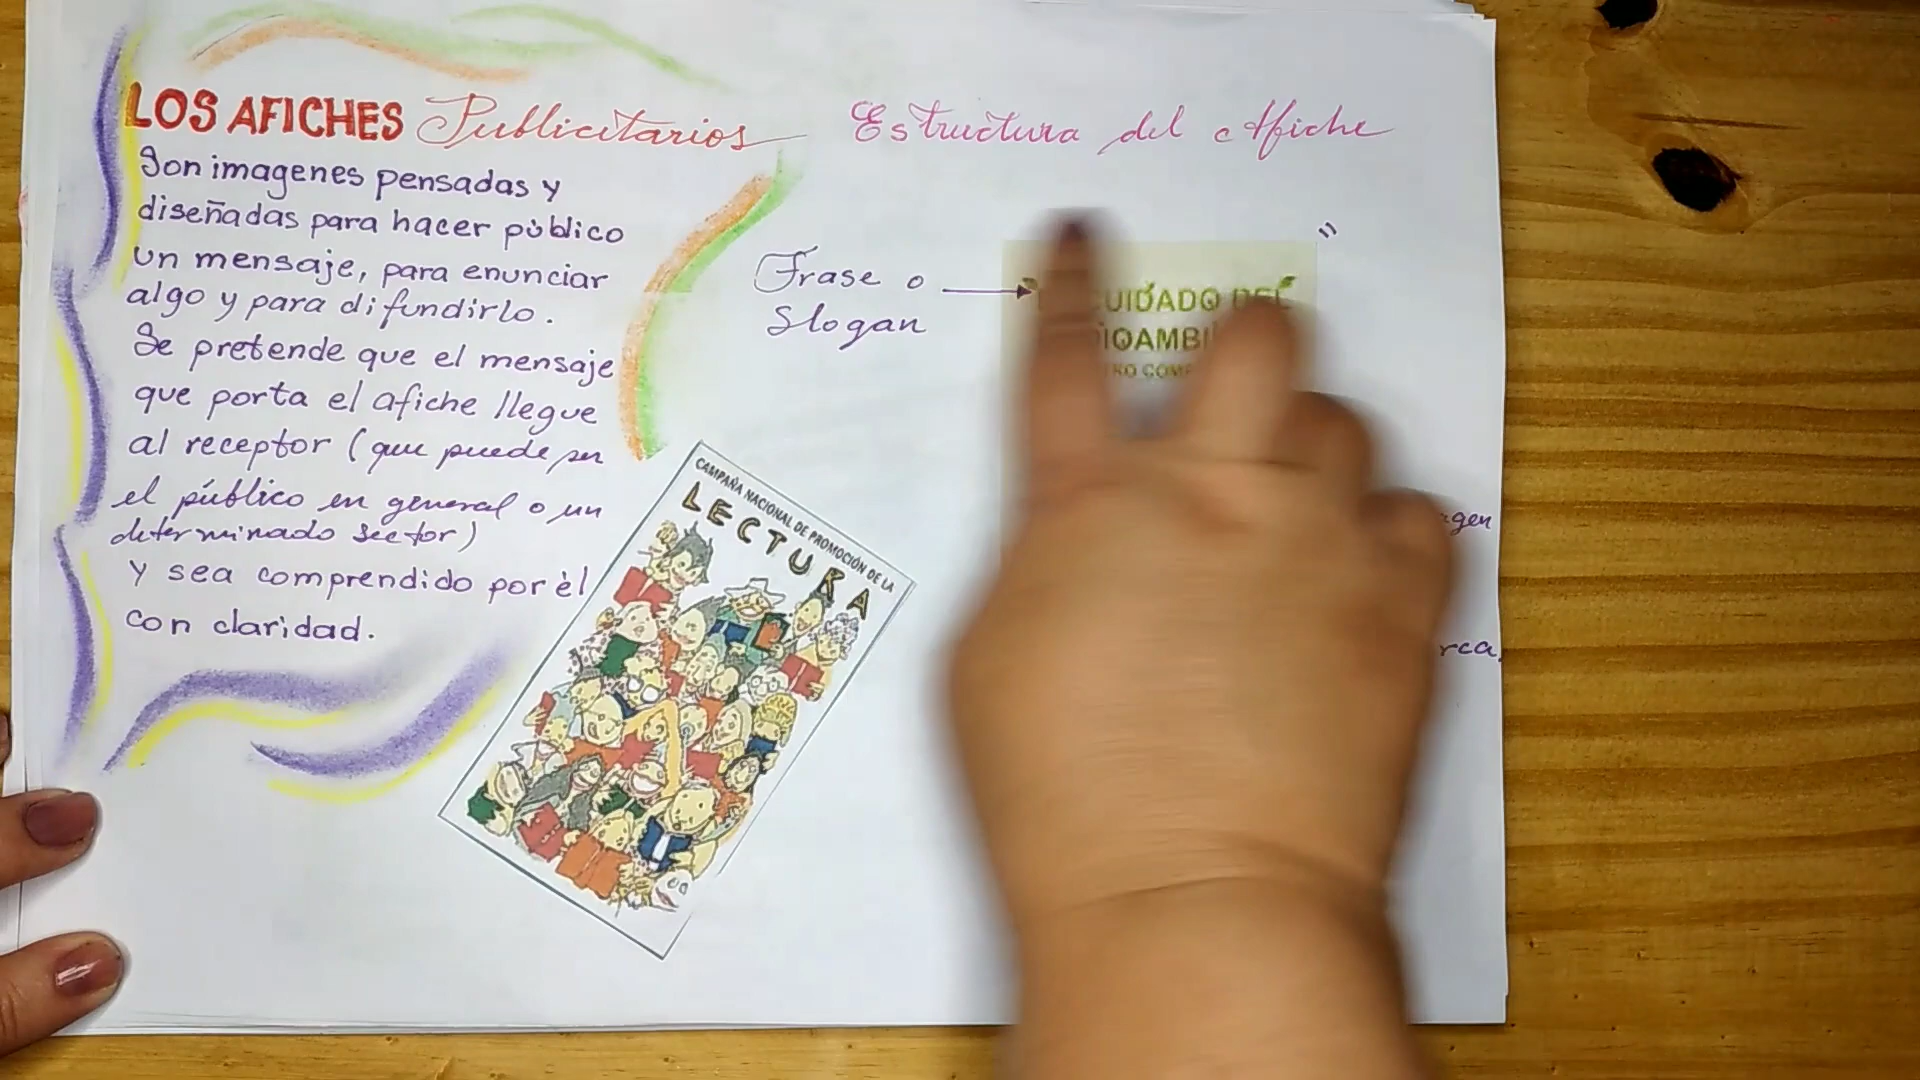 LOS AFICHES Publicitarios
Son imagenes pensadas y
diseñadas para hacer público
un mensaje, para enunciar
algo y para difundirlo.
Se pretende que el mensaje
que porta el afiche llegue
al receptor (que puede ser
el público en general o un
determinado sector)
Y sea comprendido por él
con claridad.
CAMPAÑA NACIONAL DE PROMOCIÓN DE LA
LECTURA
Estructura del Afiche
Frase o
Slogan
DEL